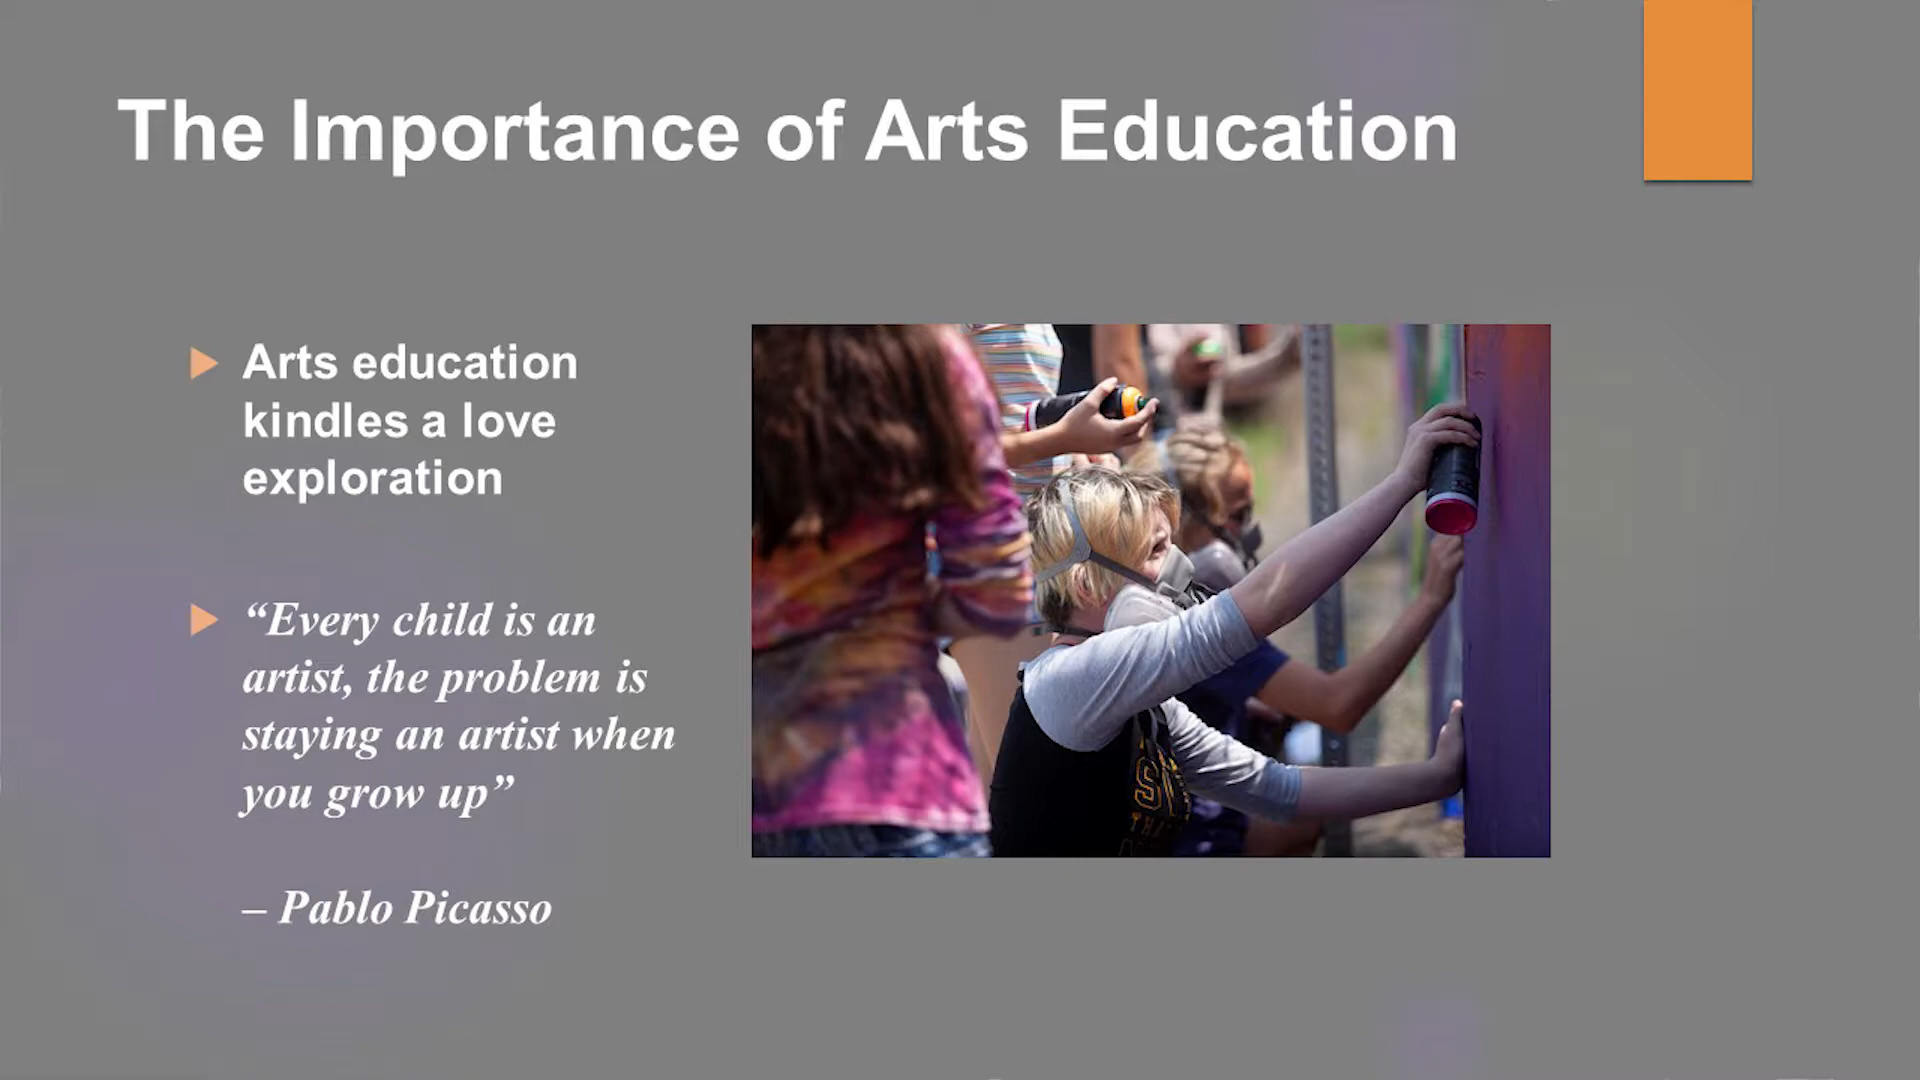 The Importance of Arts Education
Arts education
kindles a love
exploration
“Every child is an
artist, the problem is
staying an artist when
you grow up”
– Pablo Picasso